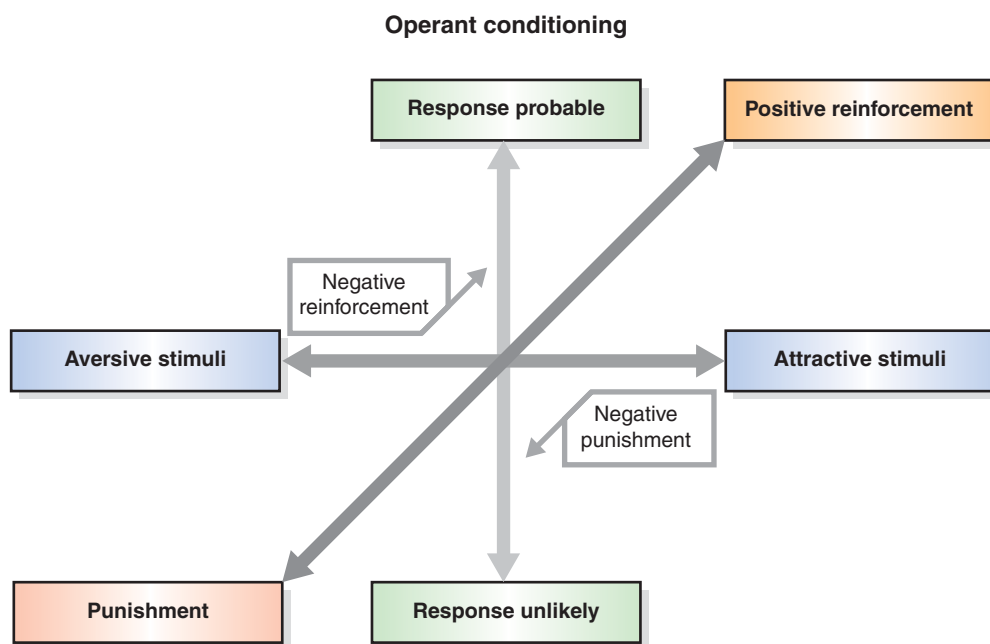 Operant conditioning
Response probable
Positive reinforcement
Negative
reinforcement
Aversive stimuli
Attractive stimuli
Negative
punishment
Punishment
Response unlikely